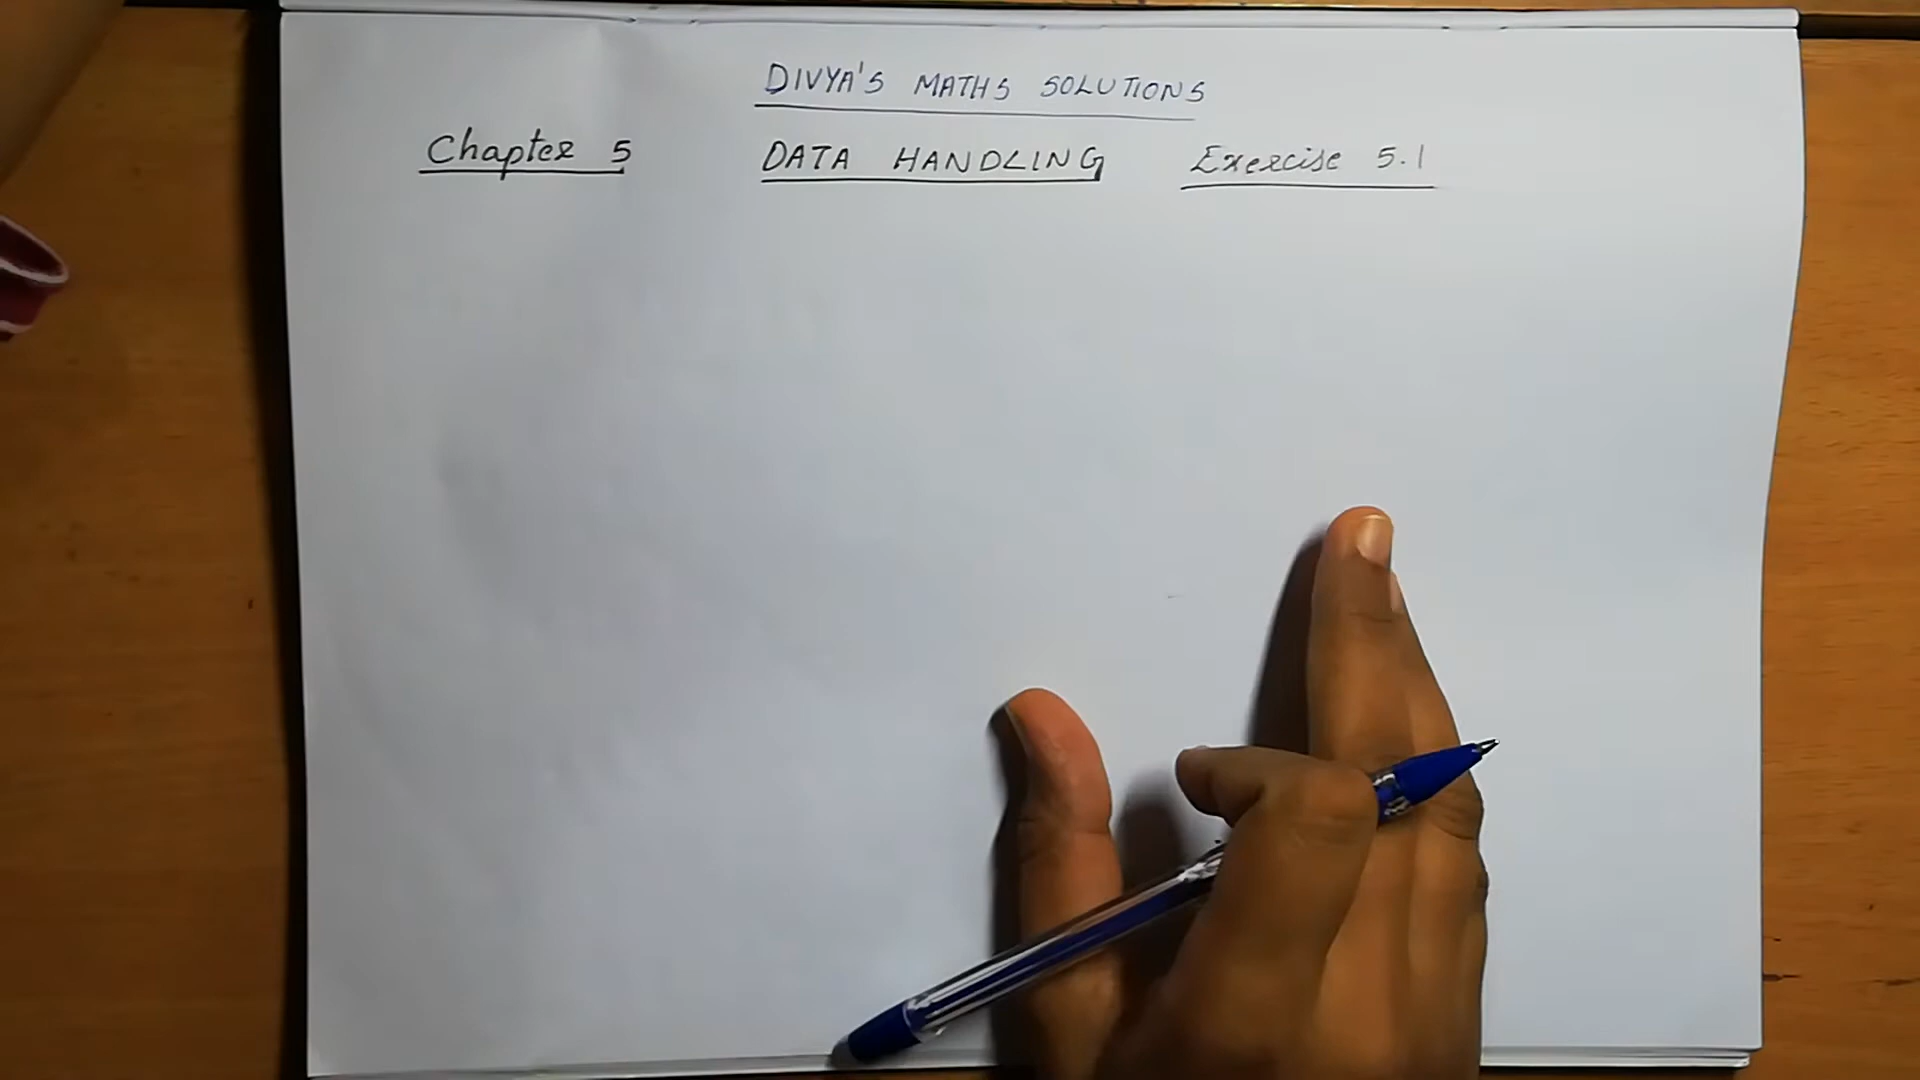 DIVYA'S MATHS SOLUTIONS
Chapter 5 DATA HANDLING Exercise 5.1